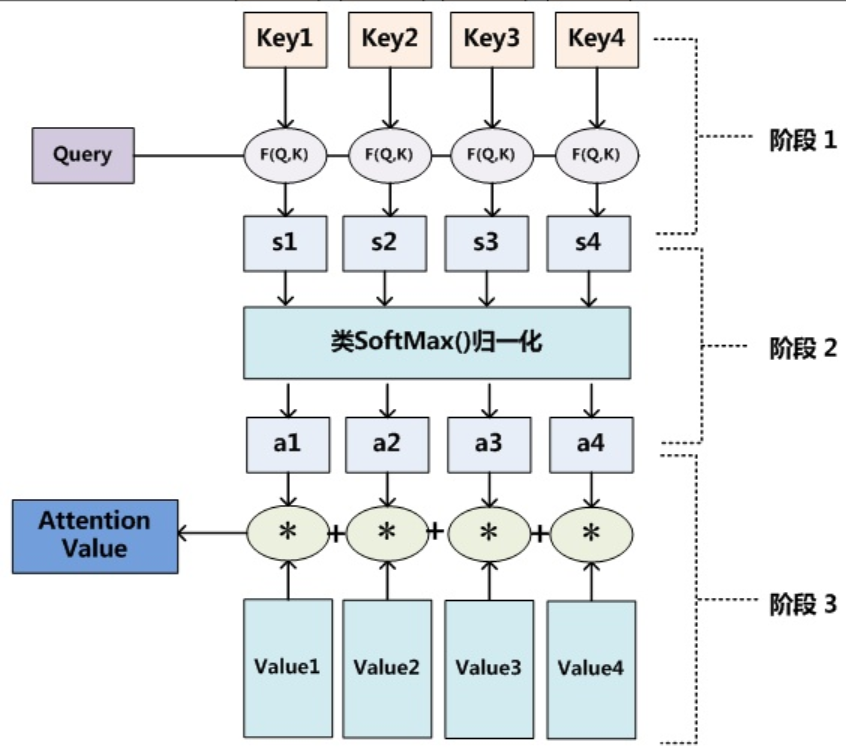 Key1 Key2 Key3 Key4
阶段 1
Query F(Q,K) F(Q,K) F(Q,K) F(Q,K)
s1 s2 s3 s4
类SoftMax()归一化
阶段 2
a1 a2 a3 a4
Attention
Value
* + * + * + *
阶段 3
Value1 Value2 Value3 Value4